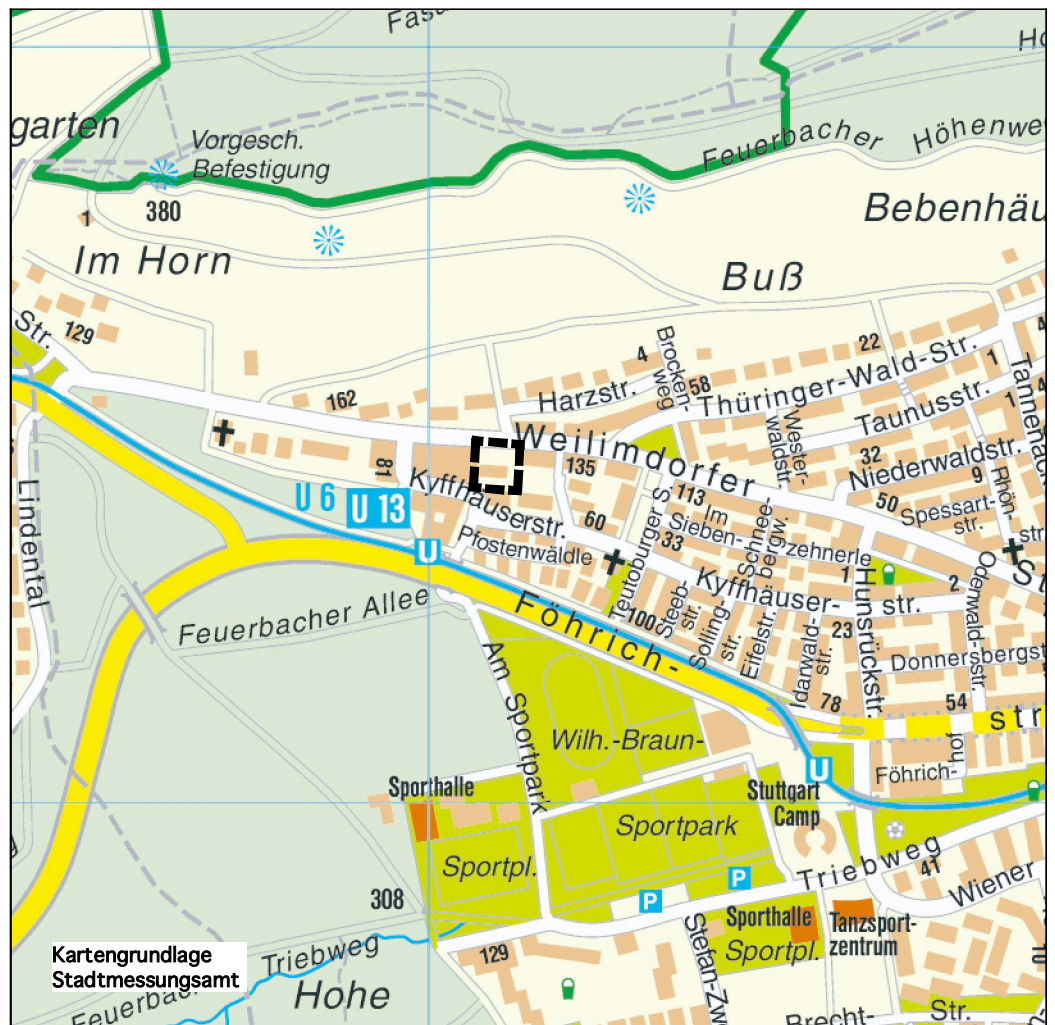 garten
Vorgesch.
Befestigung
Feuerbacher
Höhenwe
380
1
Im Horn
Bebenhäu
Buß
Str.
129
162
4
Harzstr.
Brocken-
weg
58
22
Thüringer-Wald-Str.
1
Taunusstr.
1
Wester-
waldstr.
32
Niederwaldstr.
50
9
Spessart-
str.
Rhön-
str.
Weilimdorfer
135
81
Kyffhäuserstr.
U 6
U 13
U
60
Pfostenwäldle
Teutoburger S.
113
Im
Sieben-
zehnerle
33
Schnee-
bergw.
Kyffhäuser-
str.
1
2
Hunsrückstr.
Odenwald-
str.
St
Lindental
Feuerbacher Allee
Föhrich-
100
Steeb-
str.
Solling-
str.
Eifelstr.
Idarwald-
str.
23
78
Donnersbergst
54
str
Am Sportpark
Wilh.-Braun-
Sportpark
U
Föhrich-
hof
Stuttgart
Camp
Sporthalle
Sportpl.
308
P
P
Triebweg
41
Wiener
Sporthalle
Sportpl.
Tanzsport-
zentrum
129
Stefan-Zw
Triebweg
Feuerbac
Hohe
Brecht-
Str.
10
Kartengrundlage
Stadtmessungsamt